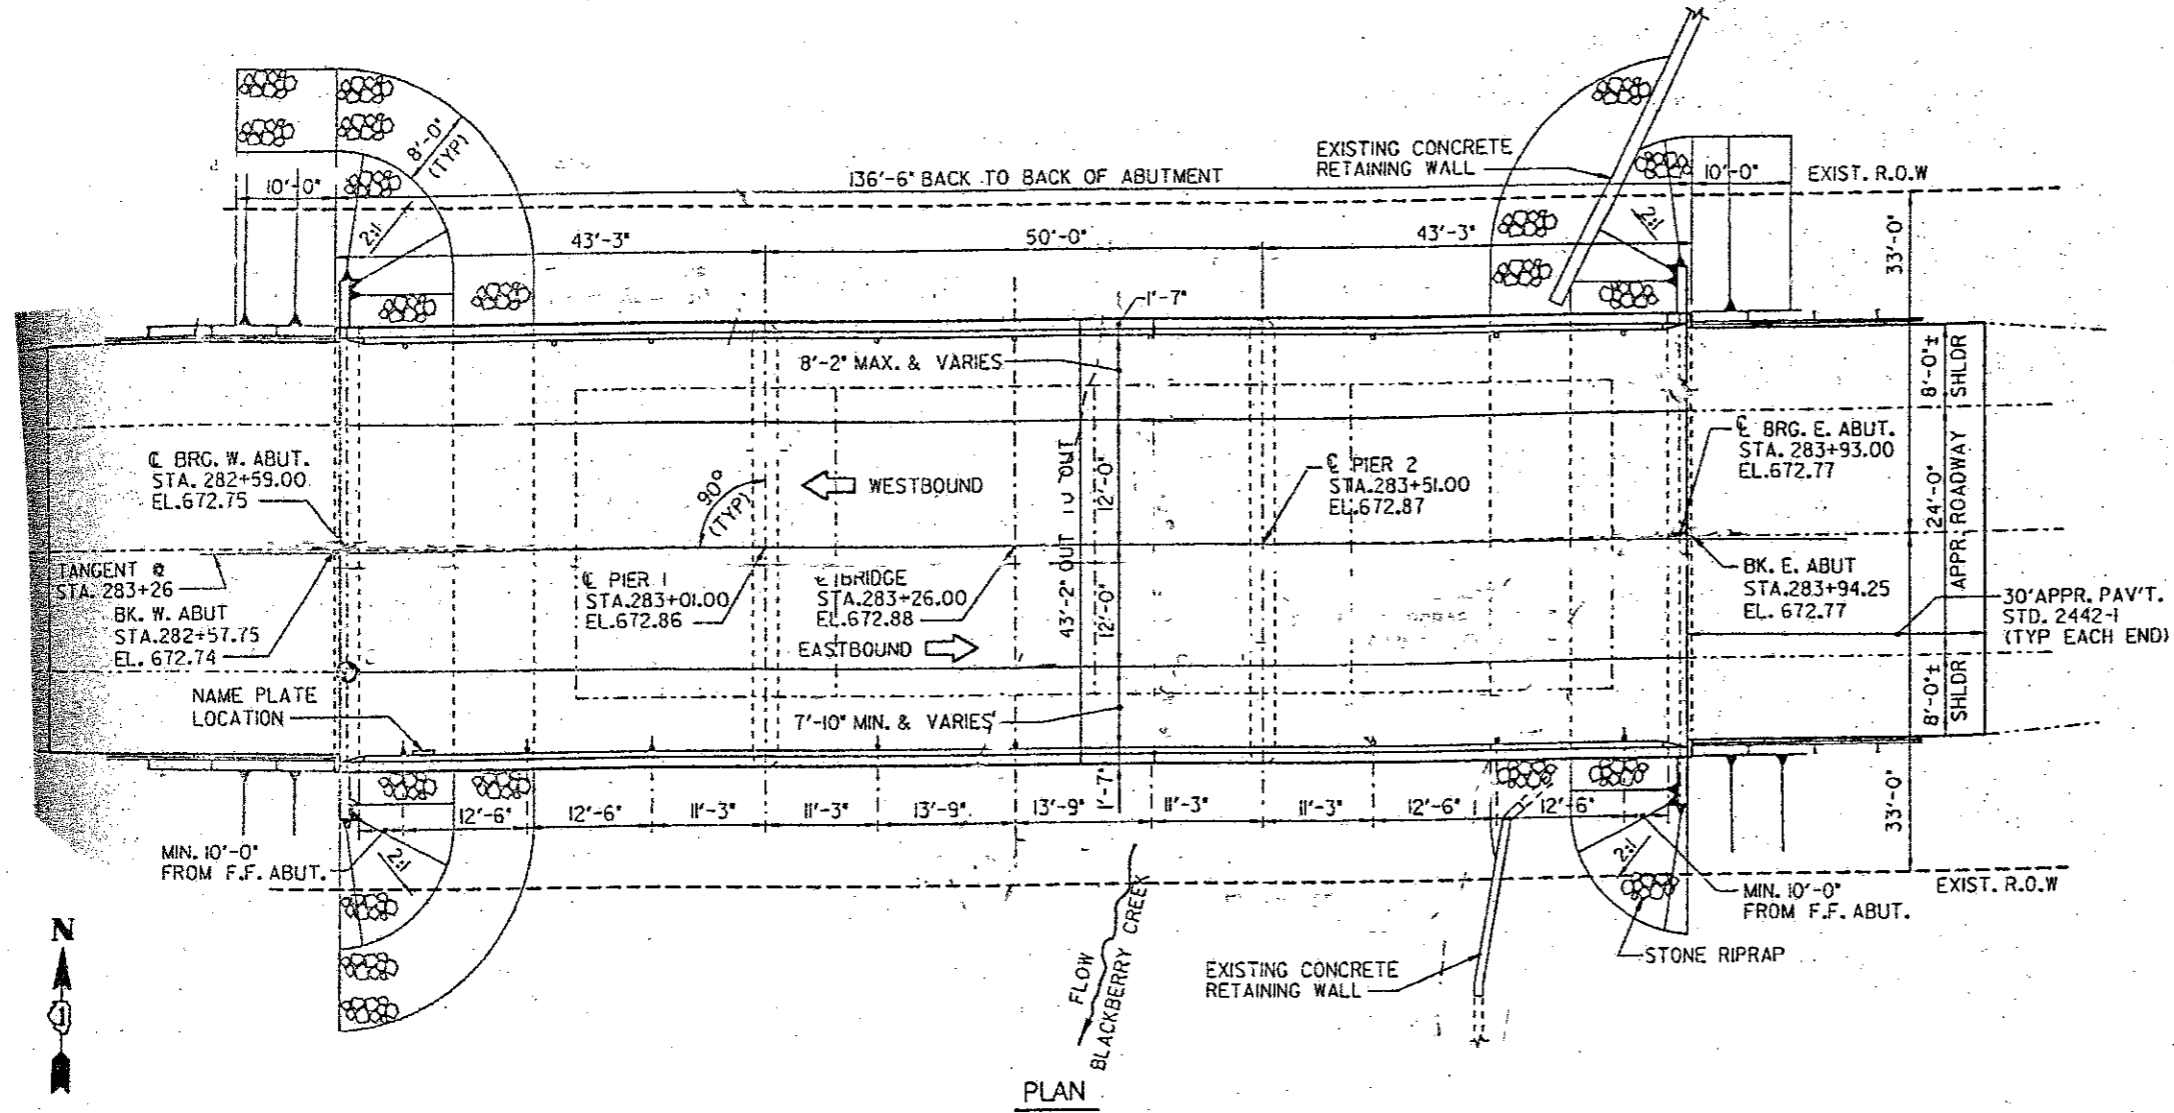 8'-0"
(TYP)
EXISTING CONCRETE
RETAINING WALL
136'-6" BACK TO BACK OF ABUTMENT
10'-0"
10'-0"
EXIST. R.O.W
2:1
2:1
43'-3"
50'-0"
43'-3"
33'-0"
1'-7"
8'-2" MAX. & VARIES
8'-0"±
SHLDR
℄ BRG. W. ABUT.
STA. 282+59.00
EL.672.75
90°
(TYP)
WESTBOUND
43'-2" OUT TO OUT
12'-0"
℄ PIER 2
STA.283+51.00
EL.672.87
℄ BRG. E. ABUT.
STA. 283+93.00
EL.672.77
24'-0"
APPR. ROADWAY
TANGENT @
STA. 283+26
BK. W. ABUT
STA.282+57.75
EL. 672.74
℄ PIER 1
STA.283+01.00
EL.672.86
℄ BRIDGE
STA.283+26.00
EL.672.88
EASTBOUND
12'-0"
BK. E. ABUT
STA.283+94.25
EL. 672.77
30' APPR. PAV'T.
STD. 2442-1
(TYP EACH END)
NAME PLATE
LOCATION
7'-10" MIN. & VARIES
8'-0"±
SHLDR
1'-7"
12'-6"
12'-6"
11'-3"
11'-3"
13'-9"
13'-9"
11'-3"
11'-3"
12'-6"
12'-6"
33'-0"
MIN. 10'-0"
FROM F.F. ABUT.
2:1
2:1
EXIST. R.O.W
MIN. 10'-0"
FROM F.F. ABUT.
STONE RIPRAP
N
FLOW
BLACKBERRY CREEK
EXISTING CONCRETE
RETAINING WALL
PLAN